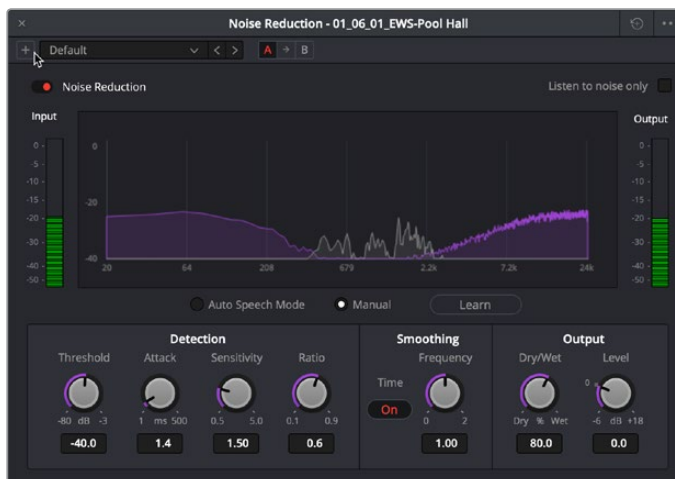 Noise Reduction - 01_06_01_EWS-Pool Hall
Default
A B
Noise Reduction
Listen to noise only
Input
Output
0
-5
-10
-15
-20
-30
-40
-50
0
-20
-40
20 64 208 679 2.2k 7.2k 24k
0
-5
-10
-15
-20
-30
-40
-50
Auto Speech Mode
Manual
Learn
Detection
Threshold Attack Sensitivity Ratio
-80 dB -3 1 ms 500 0.5 5.0 0.1 0.9
-40.0 1.4 1.50 0.6
Smoothing
Frequency
Time
On
0 2
1.00
Output
Dry/Wet Level
0
Dry % Wet -6 dB +18
80.0 0.0